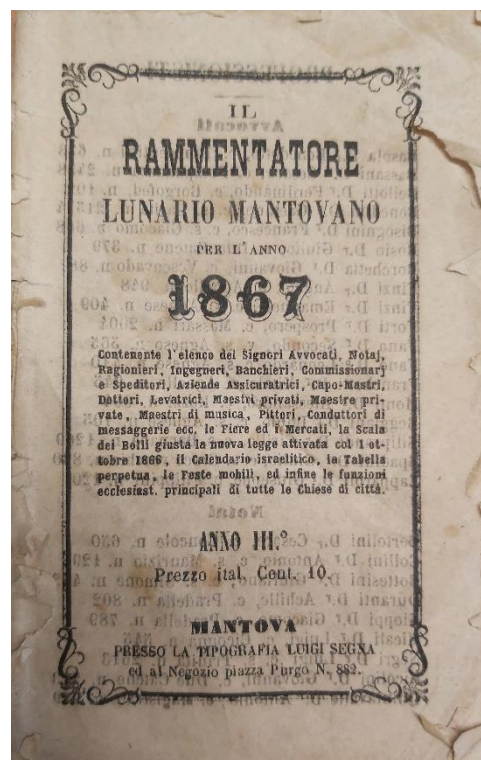 IL
RAMMENTATORE
LUNARIO MANTOVANO
PER L'ANNO
1867
Contenente l'elenco dei Signori Avvocati, Notaj,
Ragionieri, Ingegneri, Banchieri, Commissionarj
e Speditori, Aziende Assicuratrici, Capo-Mastri,
Dottori, Levatrici, Maestri privati, Maestre pri-
vate, Maestri di musica, Pittori, Conduttori di
messaggerie ecc. le Fiere ed i Mercati, la Scala
dei Bolli giusta la nuova legge attivata col 1 ot-
tobre 1866, il Calendario israelitico, la Tabella
perpetua, le Feste mobili, ed infine le funzioni
ecclesiast. principali di tutte le Chiese di città.
ANNO III.º
Prezzo ital. Cent. 10.
MANTOVA
PRESSO LA TIPOGRAFIA LUIGI SEGNA
ed al Negozio piazza Purgo N. 882.